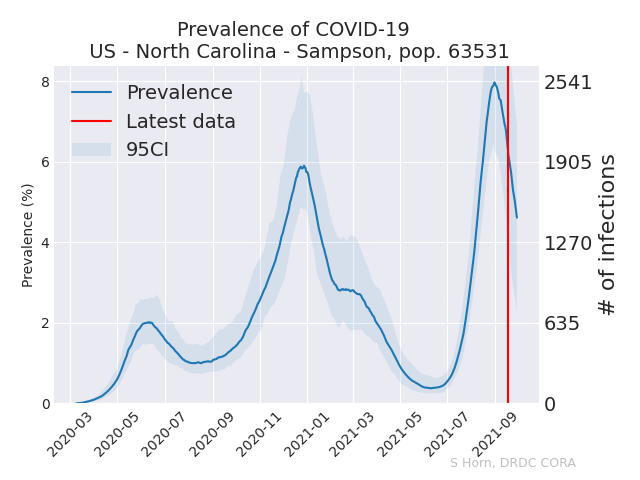 Prevalence of COVID-19
US - North Carolina - Sampson, pop. 63531
Prevalence
Latest data
95CI
Prevalence (%)
8
6
4
2
0
2541
1905
1270
635
0
# of infections
2020-03
2020-05
2020-07
2020-09
2020-11
2021-01
2021-03
2021-05
2021-07
2021-09
S Horn, DRDC CORA